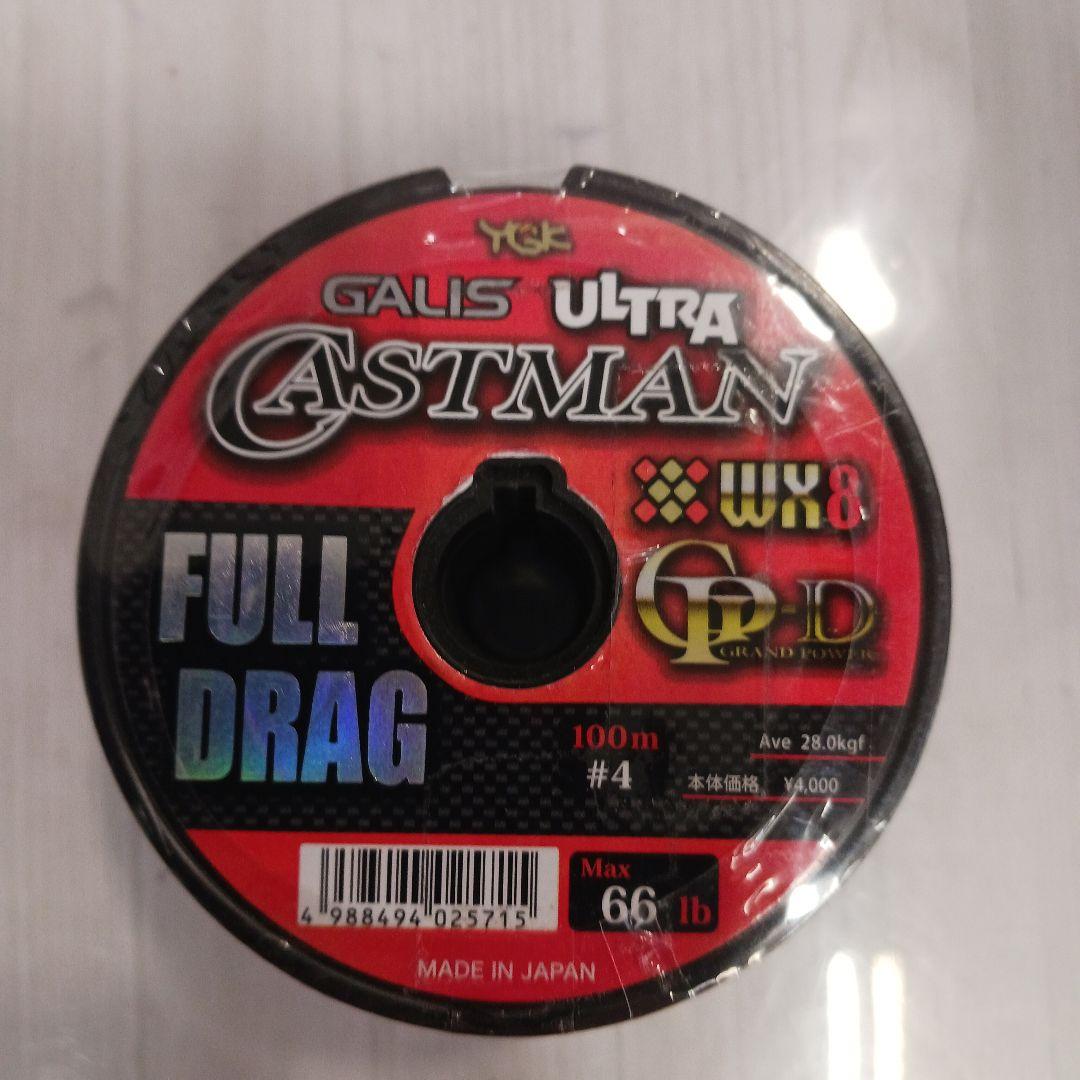 YGK
GALIS ULTRA
CASTMAN
WX8
GP-D
GRAND POWER
FULL
DRAG
100m
#4
Ave 28.0kgf
本体価格 ¥4,000
Max
66 lb
4 988494 025715
MADE IN JAPAN